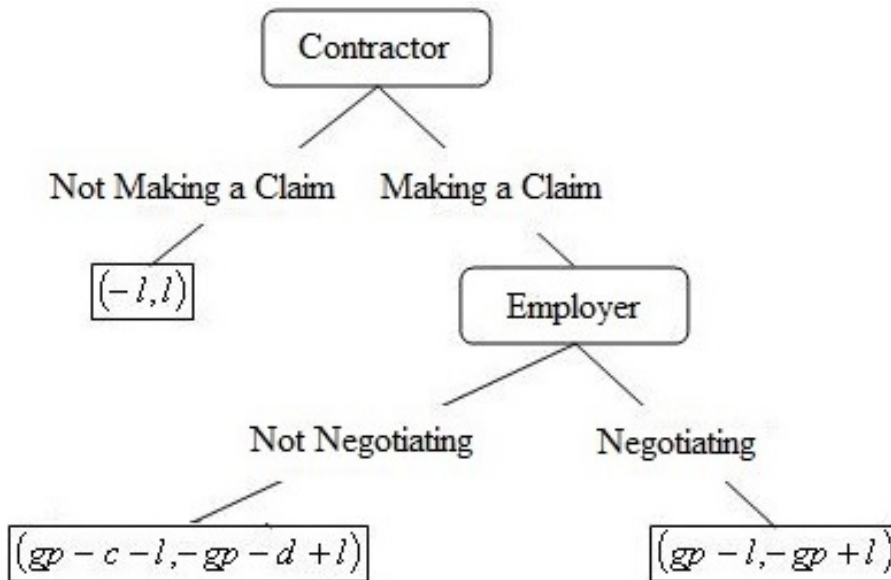 Contractor
Not Making a Claim Making a Claim
(-l,l)
Employer
Not Negotiating Negotiating
(gp-c-l,-gp-d+l) (gp-l,-gp+l)